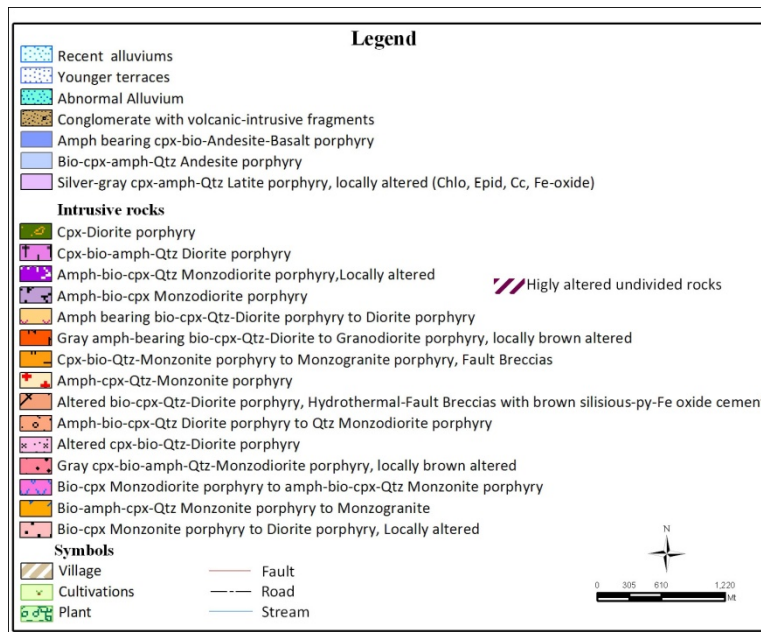 Legend
Recent alluviums
Younger terraces
Abnormal Alluvium
Conglomerate with volcanic-intrusive fragments
Amph bearing cpx-bio-Andesite-Basalt porphyry
Bio-cpx-amph-Qtz Andesite porphyry
Silver-gray cpx-amph-Qtz Latite porphyry, locally altered (Chlo, Epid, Cc, Fe-oxide)
Intrusive rocks
Cpx-Diorite porphyry
Cpx-bio-amph-Qtz Diorite porphyry
Amph-bio-cpx-Qtz Monzodiorite porphyry,Locally altered
Higly altered undivided rocks
Amph-bio-cpx Monzodiorite porphyry
Amph bearing bio-cpx-Qtz-Diorite porphyry to Diorite porphyry
Gray amph-bearing bio-cpx-Qtz-Diorite to Granodiorite porphyry, locally brown altered
Cpx-bio-Qtz-Monzonite porphyry to Monzogranite porphyry, Fault Breccias
Amph-cpx-Qtz-Monzonite porphyry
Altered bio-cpx-Qtz-Diorite porphyry, Hydrothermal-Fault Breccias with brown silisious-py-Fe oxide cement
Amph-bio-cpx-Qtz Diorite porphyry to Qtz Monzodiorite porphyry
Altered cpx-bio-Qtz-Diorite porphyry
Gray cpx-bio-amph-Qtz-Monzodiorite porphyry, locally brown altered
Bio-cpx Monzodiorite porphyry to amph-bio-cpx-Qtz Monzonite porphyry
Bio-amph-cpx-Qtz Monzonite porphyry to Monzogranite
Bio-cpx Monzonite porphyry to Diorite porphyry, Locally altered
Symbols
Village
Fault
Cultivations
Road
Plant
Stream
N
0 305 610 1,220
Mt